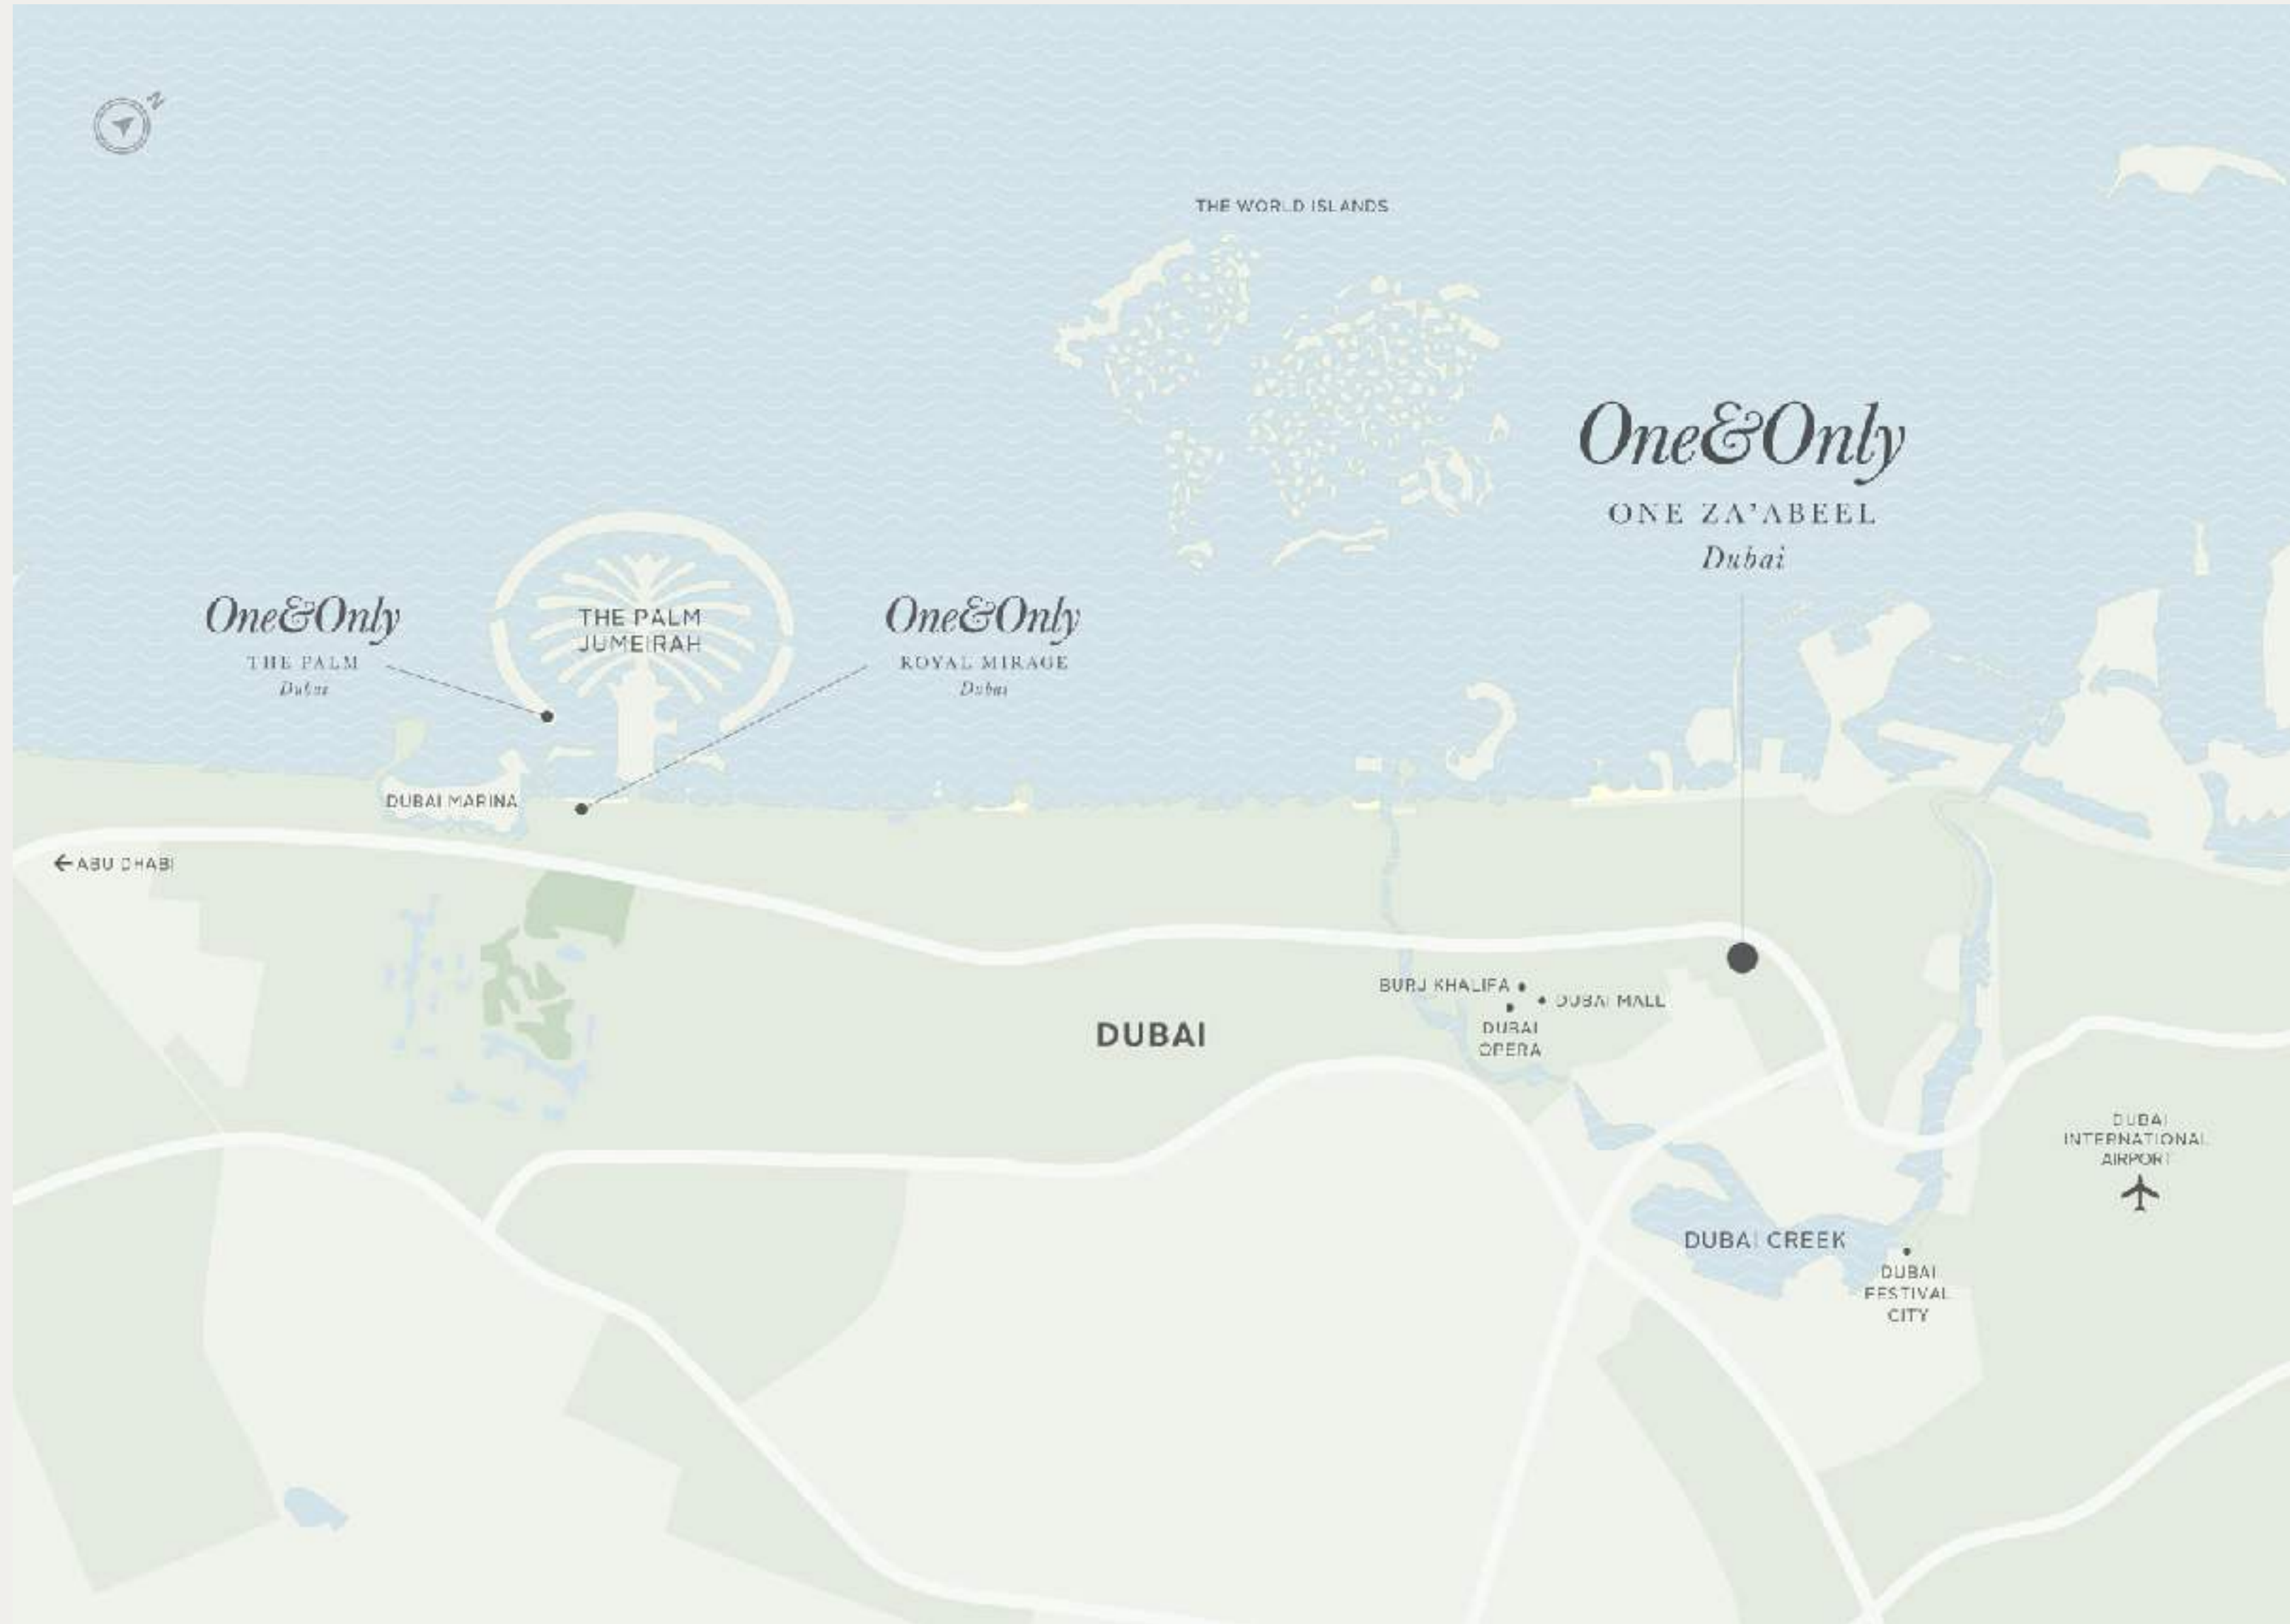 N
THE WORLD ISLANDS
One&Only
ONE ZA'ABEEL
Dubai
One&Only
THE PALM
Dubai
THE PALM
JUMEIRAH
One&Only
ROYAL MIRAGE
Dubai
DUBAI MARINA
←ABU DHABI
BURJ KHALIFA
DUBAI MALL
DUBAI
OPERA
DUBAI
DUBAI
INTERNATIONAL
AIRPORT
DUBAI CREEK
DUBAI
FESTIVAL
CITY